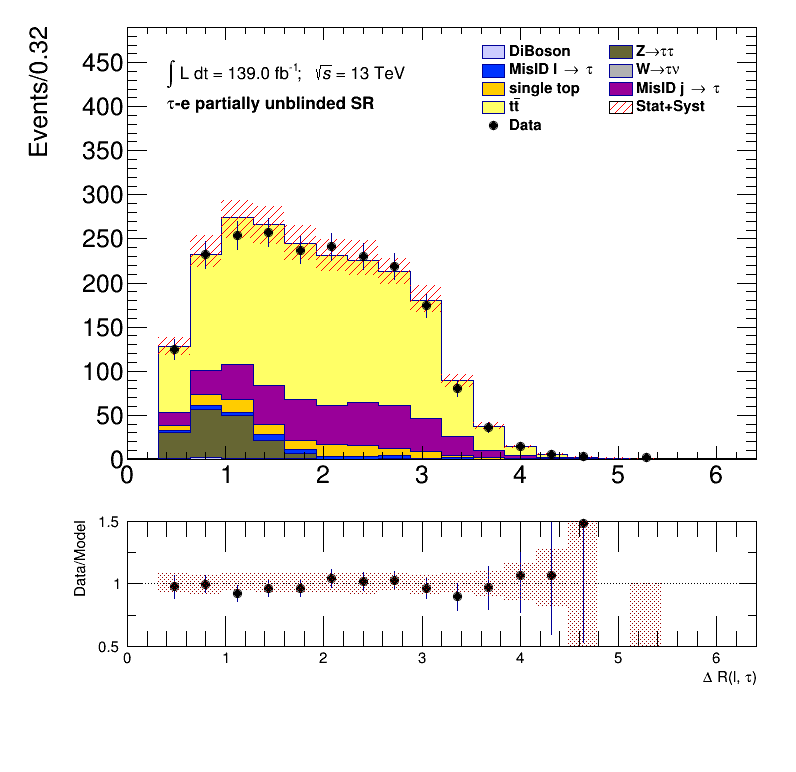 Events/0.32
450
400
350
300
250
200
150
100
50
0
∫ L dt = 139.0 fb⁻¹; √s = 13 TeV
τ-e partially unblinded SR
DiBoson
MisID l → τ
single top
tt̄
Data
Z→ττ
W→τν
MisID j → τ
Stat+Syst
0 1 2 3 4 5 6
Data/Model
1.5
1
0.5
0 1 2 3 4 5 6
Δ R(l, τ)